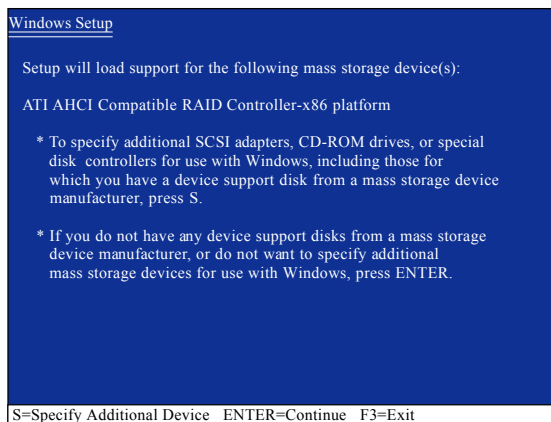 Windows Setup
Setup will load support for the following mass storage device(s):
ATI AHCI Compatible RAID Controller-x86 platform
* To specify additional SCSI adapters, CD-ROM drives, or special
disk controllers for use with Windows, including those for
which you have a device support disk from a mass storage device
manufacturer, press S.
* If you do not have any device support disks from a mass storage
device manufacturer, or do not want to specify additional
mass storage devices for use with Windows, press ENTER.
S=Specify Additional Device ENTER=Continue F3=Exit